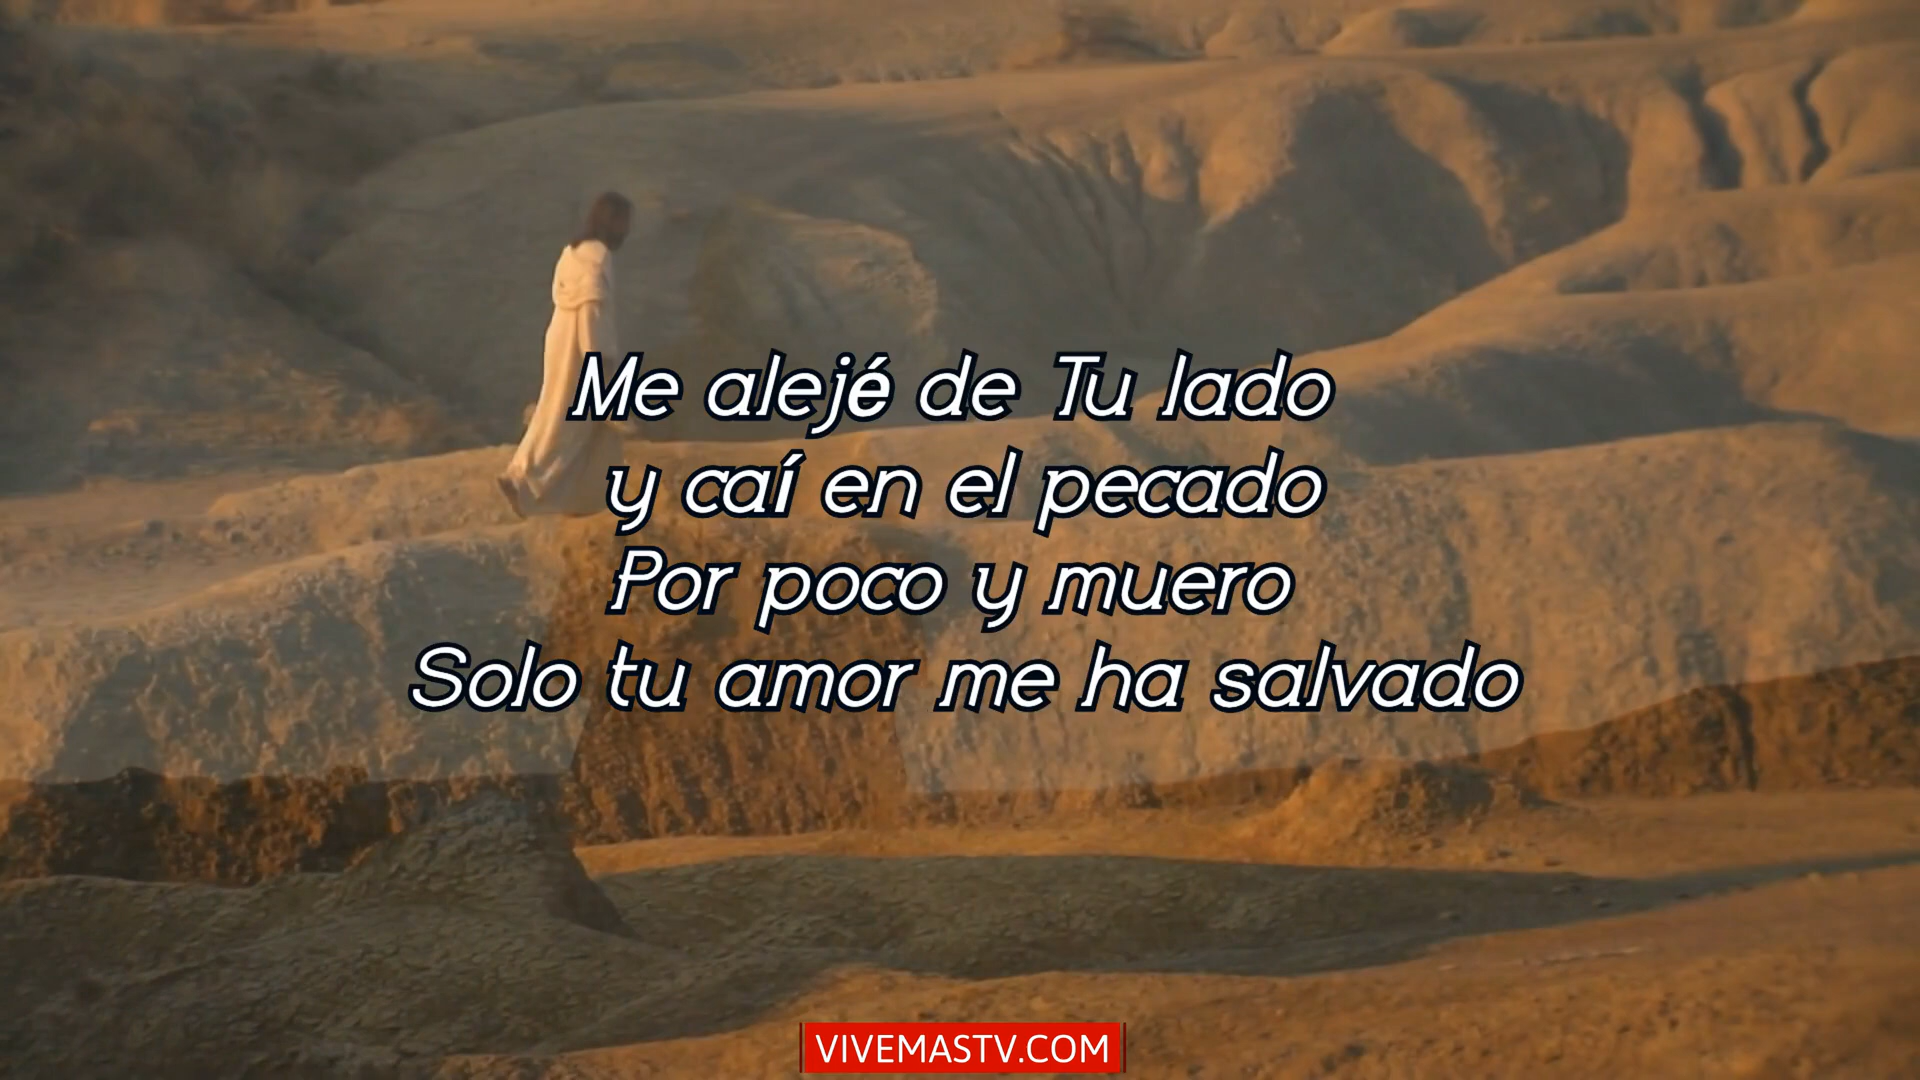 Me alejé de Tu lado
y caí en el pecado
Por poco y muero
Solo tu amor me ha salvado
VIVEMASTV.COM